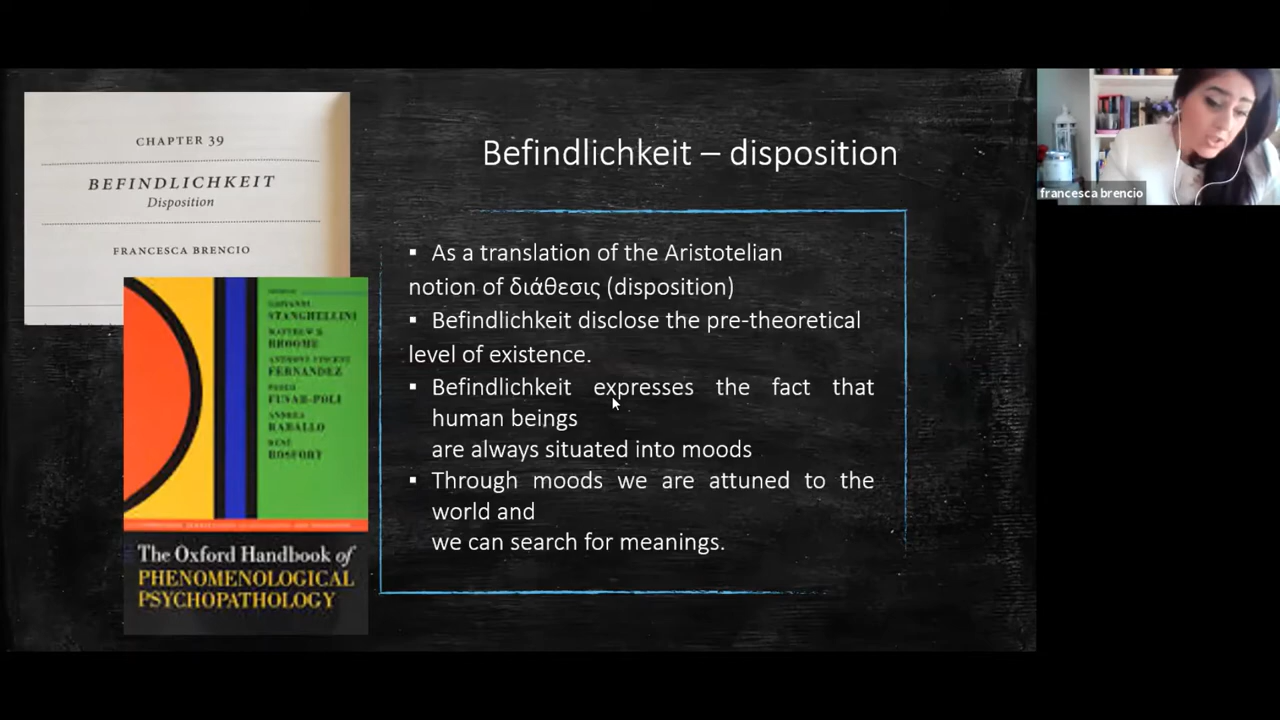 CHAPTER 39
BEFINDLICHKEIT
Disposition
FRANCESCA BRENCIO
GIOVANNI
STANGHELLINI
MATTHEW R
BROOME
ANTHONY VINCENT
FERNANDEZ
PAOLO
FUSAR-POLI
ANDREA
RABALLO
RENÉ
ROSFORT
The Oxford Handbook of
PHENOMENOLOGICAL
PSYCHOPATHOLOGY
Befindlichkeit – disposition
▪ As a translation of the Aristotelian
notion of διάθεσις (disposition)
▪ Befindlichkeit disclose the pre-theoretical
level of existence.
▪ Befindlichkeit expresses the fact that
human beings
are always situated into moods
▪ Through moods we are attuned to the
world and
we can search for meanings.
francesca brencio